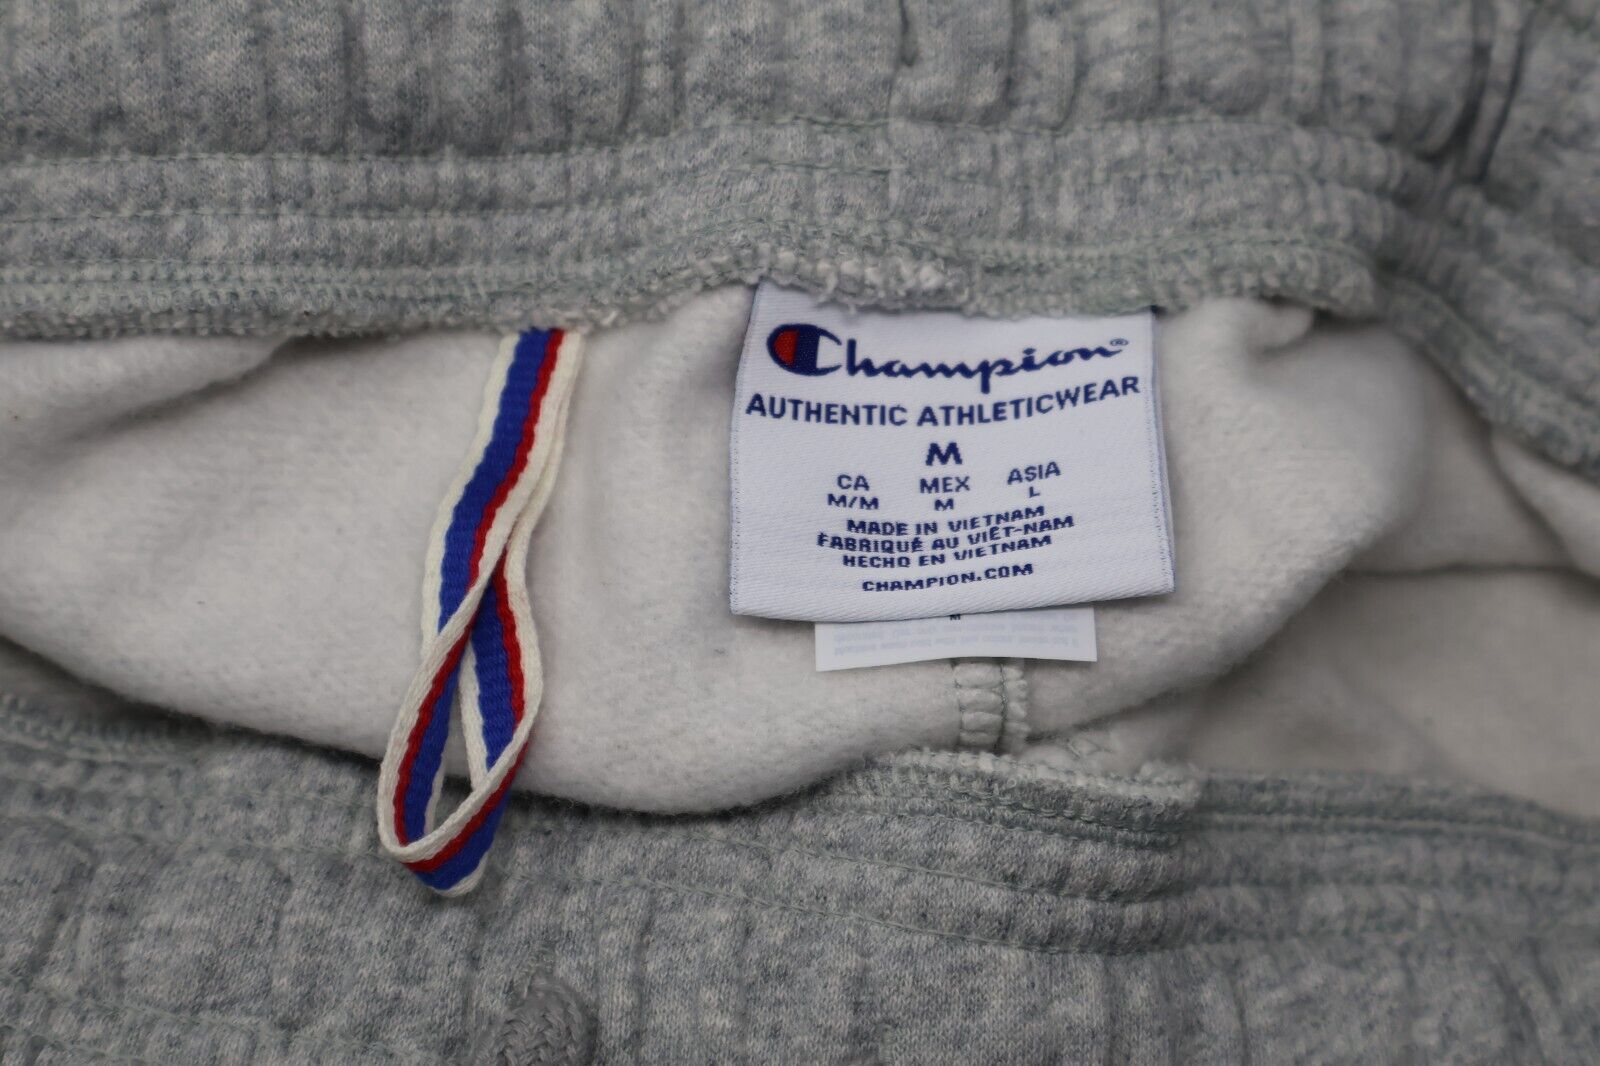 Champion®
AUTHENTIC ATHLETICWEAR
M
CA MEX ASIA
M/M M L
MADE IN VIETNAM
FABRIQUÉ AU VIÊT-NAM
HECHO EN VIETNAM
CHAMPION.COM
M